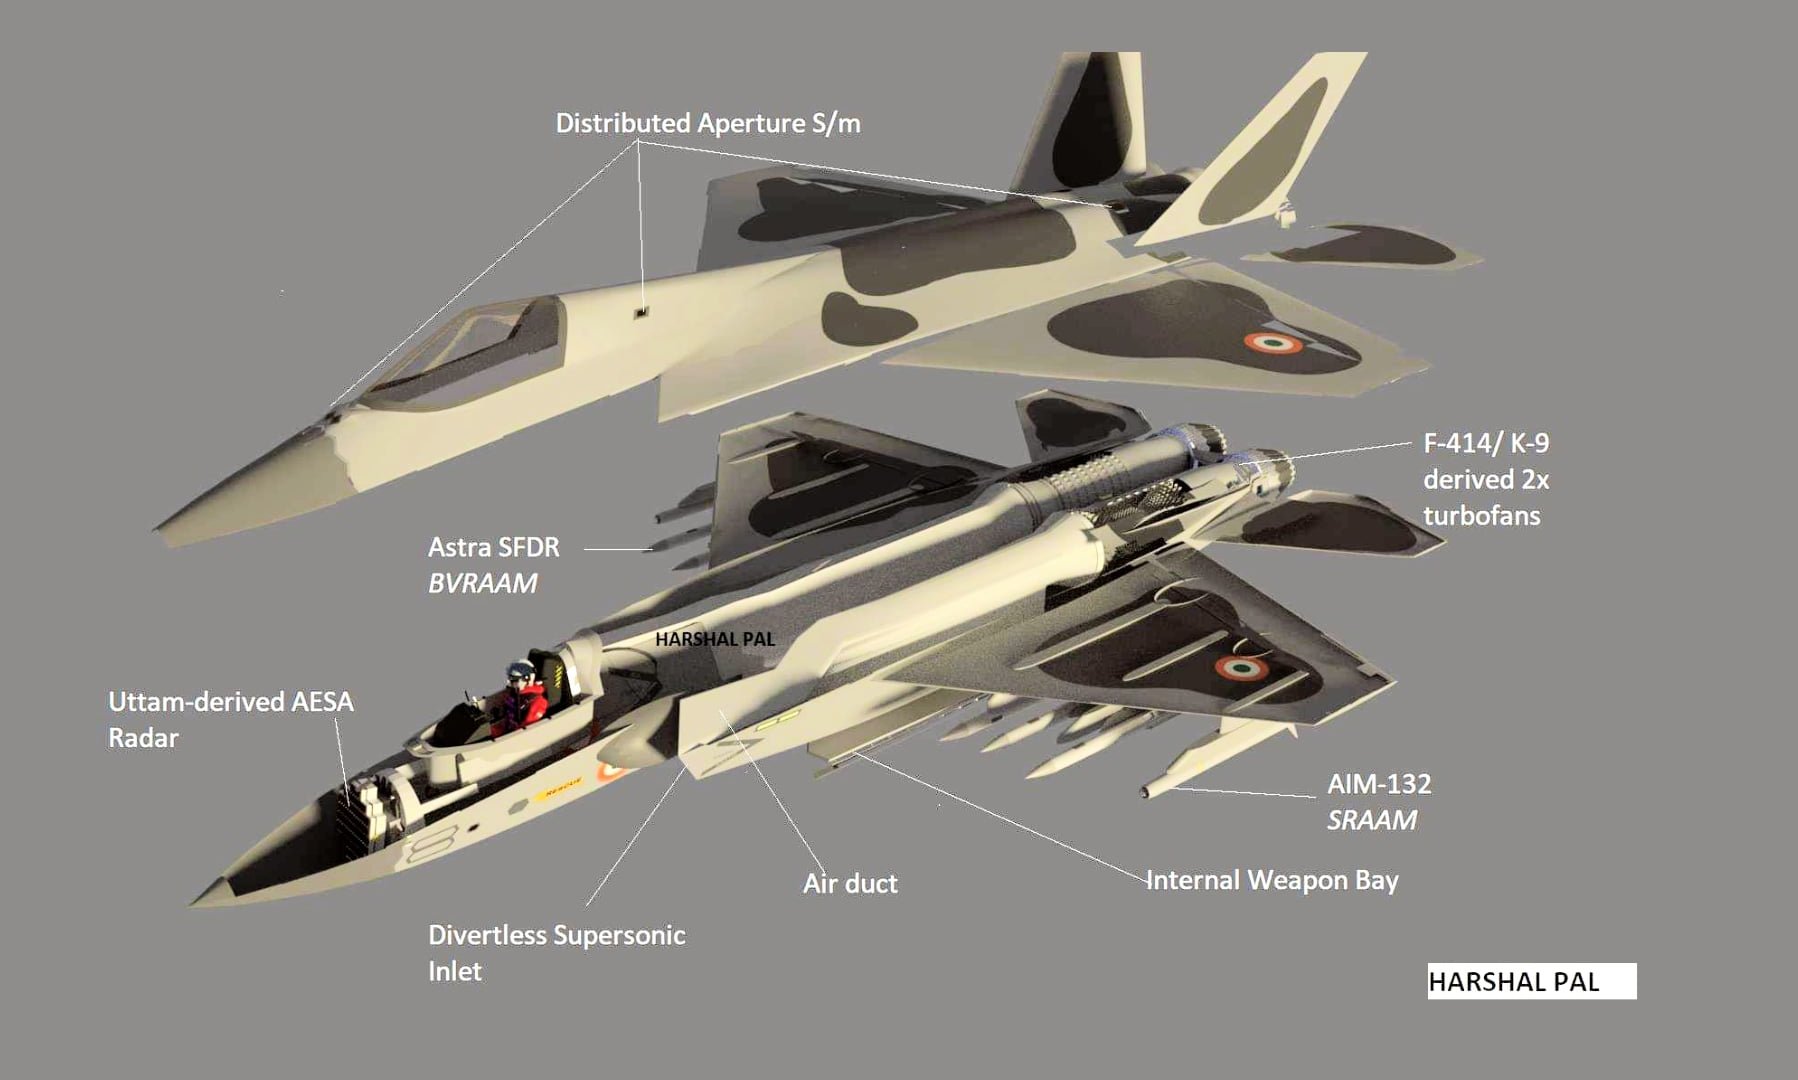 Distributed Aperture S/m
F-414/ K-9
derived 2x
turbofans
Astra SFDR
BVRAAM
HARSHAL PAL
Uttam-derived AESA
Radar
RESCUE
8
AIM-132
SRAAM
Air duct
Internal Weapon Bay
Divertless Supersonic
Inlet
HARSHAL PAL